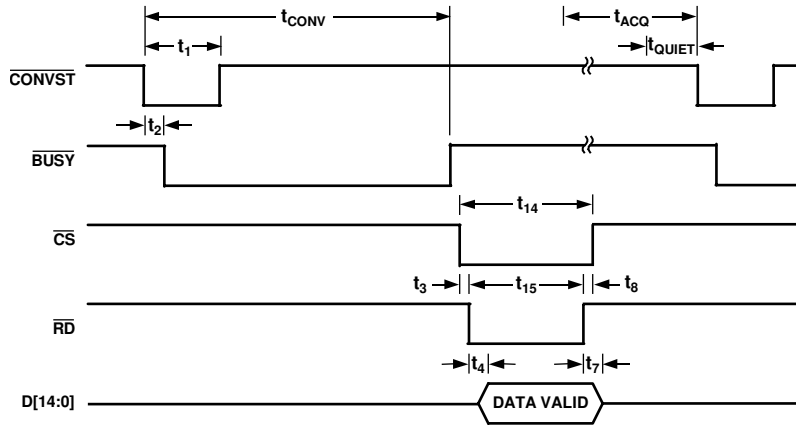 tCONV
tACQ
t1
tQUIET
CONVST
t2
BUSY
t14
CS
t3
t15
t8
RD
t4
t7
D[14:0]
DATA VALID